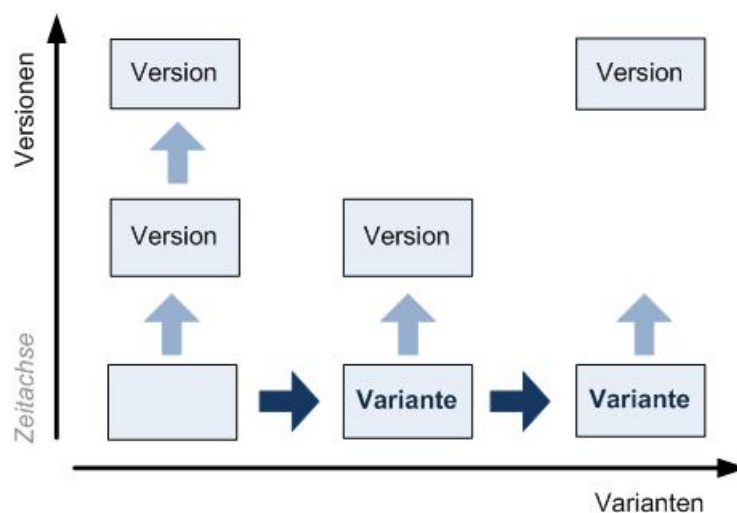 Versionen
Zeitachse
Version
Version
Version
Version
Variante
Variante
Varianten